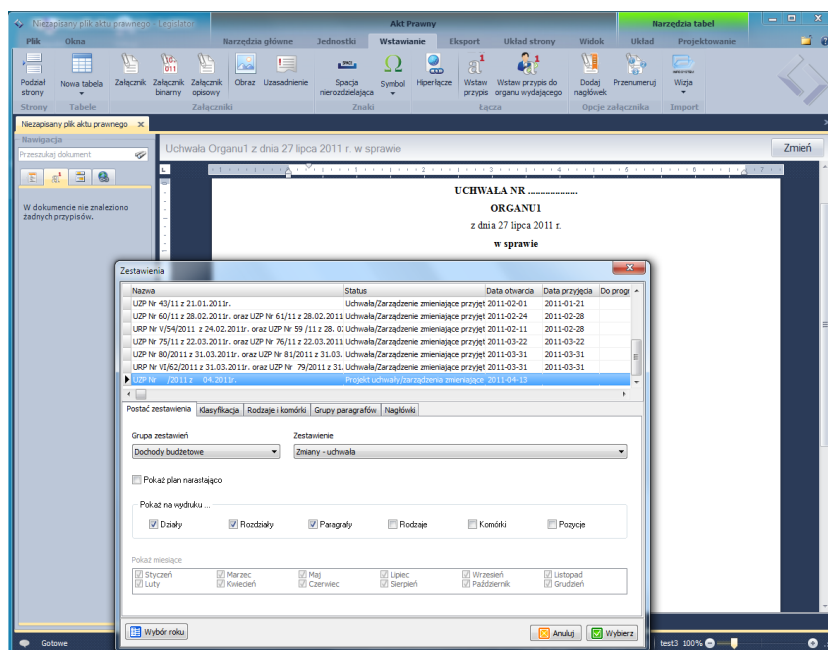 Niezapisany plik aktu prawnego - Legislator
Akt Prawny
Narzędzia tabel
Plik Okna Narzędzia główne Jednostki Wstawianie Eksport Układ strony Widok Układ Projektowanie
Podział strony
Nowa tabela
Załącznik
Załącznik binarny
Załącznik opisowy
Obraz
Uzasadnienie
Spacja nierozdzielająca
Symbol
Hiperłącze
Wstaw przypis
Wstaw przypis do organu wydającego
Dodaj nagłówek
Przenumeruj
Wizja
Strony Tabele Załączniki Znaki Łącza Opcje załącznika Import
Niezapisany plik aktu prawnego
Nawigacja
Przeszukaj dokument
W dokumencie nie znaleziono
żadnych przypisów.
Uchwała Organu1 z dnia 27 lipca 2011 r. w sprawie
Zmień
UCHWAŁA NR ...................
ORGANU1
z dnia 27 lipca 2011 r.
w sprawie
Zestawienia
Nazwa Status Data otwarcia Data przyjęcia Do progr
UZP Nr 43/11 z 21.01.2011r. Uchwała/Zarządzenie zmieniające przyjęt 2011-02-01 2011-01-21
UZP Nr 60/11 z 28.02.2011r. oraz UZP Nr 61/11 z 28.02.2011 Uchwała/Zarządzenie zmieniające przyjęt 2011-02-24 2011-02-28
URP Nr V/54/2011 z 24.02.2011r. oraz UZP Nr 59 /11 z 28. 0: Uchwała/Zarządzenie zmieniające przyjęt 2011-02-11 2011-02-28
UZP Nr 75/11 z 22.03.2011r. oraz UZP Nr 76/11 z 22.03.2011 Uchwała/Zarządzenie zmieniające przyjęt 2011-03-22 2011-03-22
UZP Nr 80/2011 z 31.03.2011r. oraz UZP Nr 81/2011 z 31.03. Uchwała/Zarządzenie zmieniające przyjęt 2011-03-31 2011-03-31
URP Nr VI/62/2011 z 31.03.2011r. oraz UZP Nr 79/2011 z 31. Uchwała/Zarządzenie zmieniające przyjęt 2011-03-31 2011-03-31
UZP Nr /2011 z 04.2011r. Projekt uchwały/zarządzenia zmieniające 2011-04-13
Postać zestawienia Klasyfikacja Rodzaje i komórki Grupy paragrafów Nagłówki
Grupa zestawień Zestawienie
Dochody budżetowe Zmiany - uchwała
Pokaż plan narastająco
Pokaż na wydruku ...
Działy Rozdziały Paragrafy Rodzaje Komórki Pozycje
Pokaż miesiące
Styczeń Marzec Maj Lipiec Wrzesień Listopad
Luty Kwiecień Czerwiec Sierpień Październik Grudzień
Wybór roku Anuluj Wybierz
Gotowe test3 100%